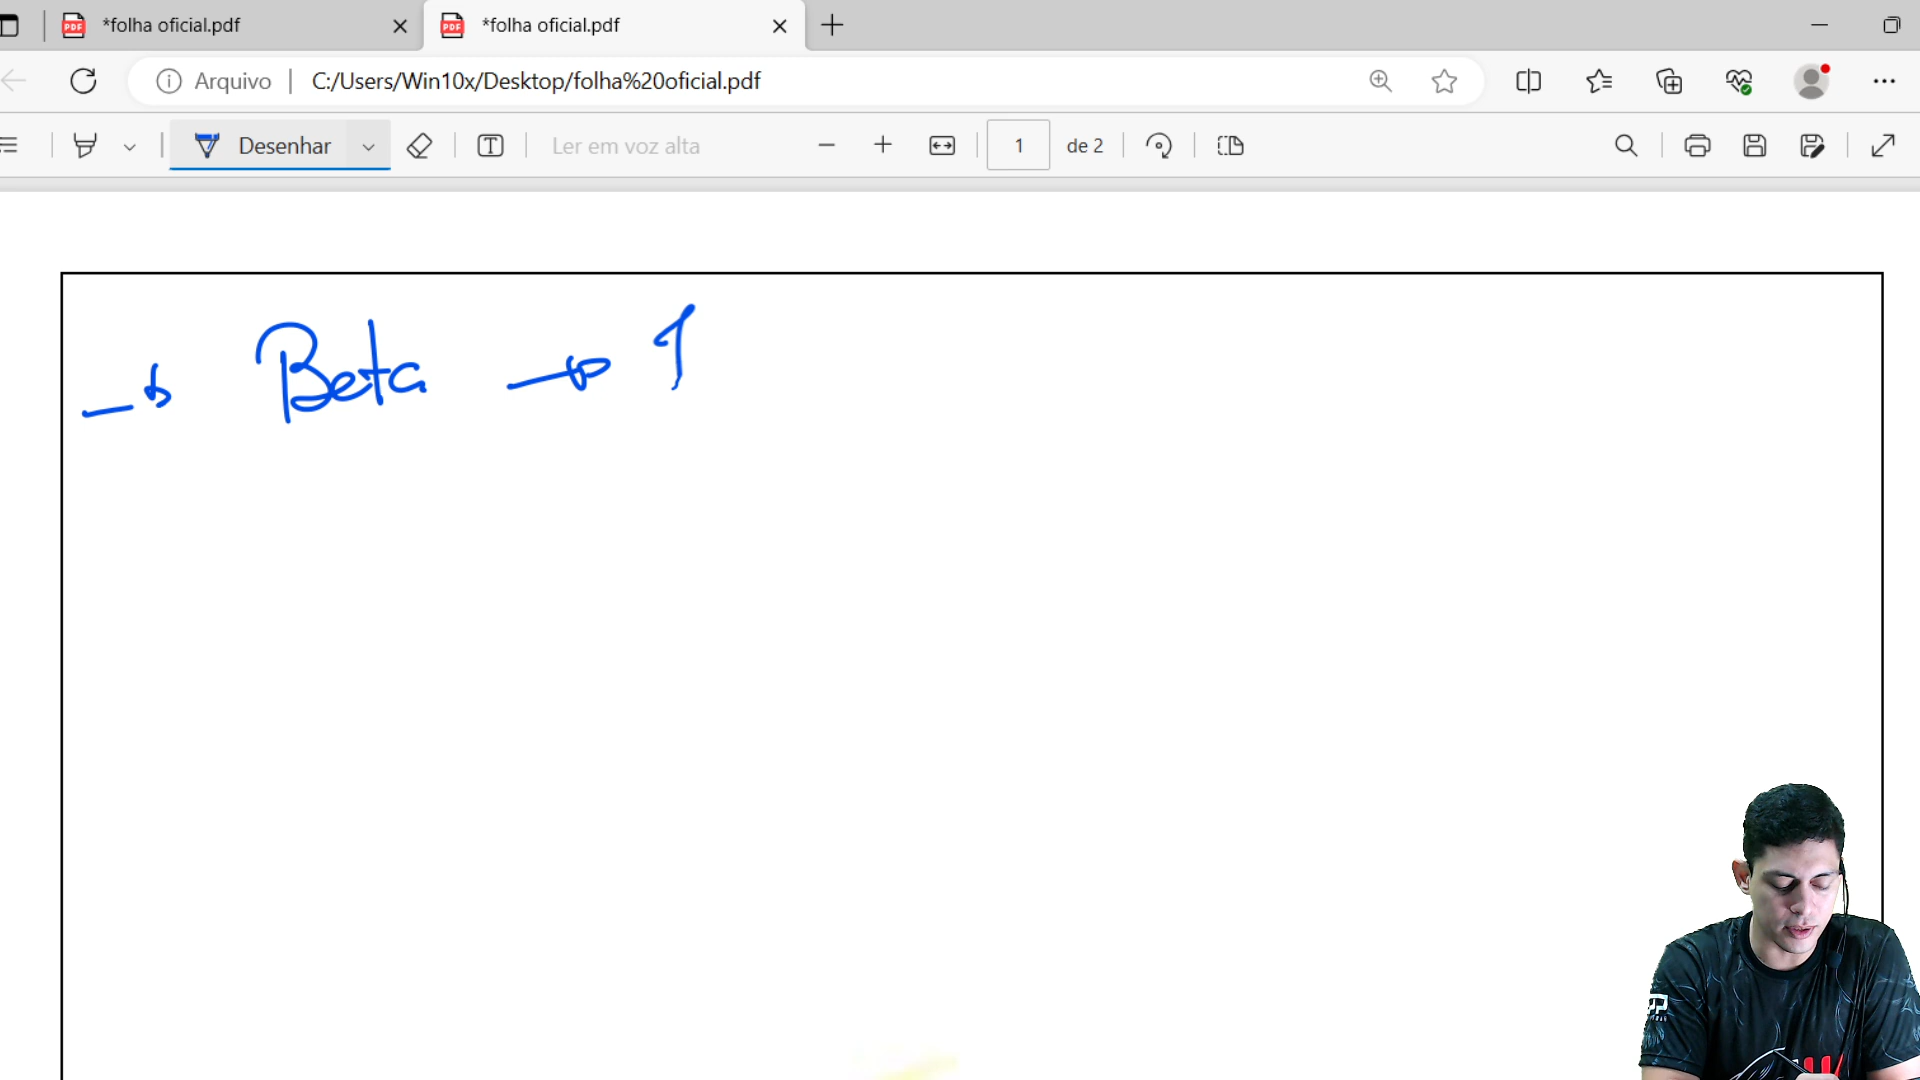 *folha oficial.pdf *folha oficial.pdf
Arquivo C:/Users/Win10x/Desktop/folha%20oficial.pdf
Desenhar Ler em voz alta 1 de 2
→ Beta →